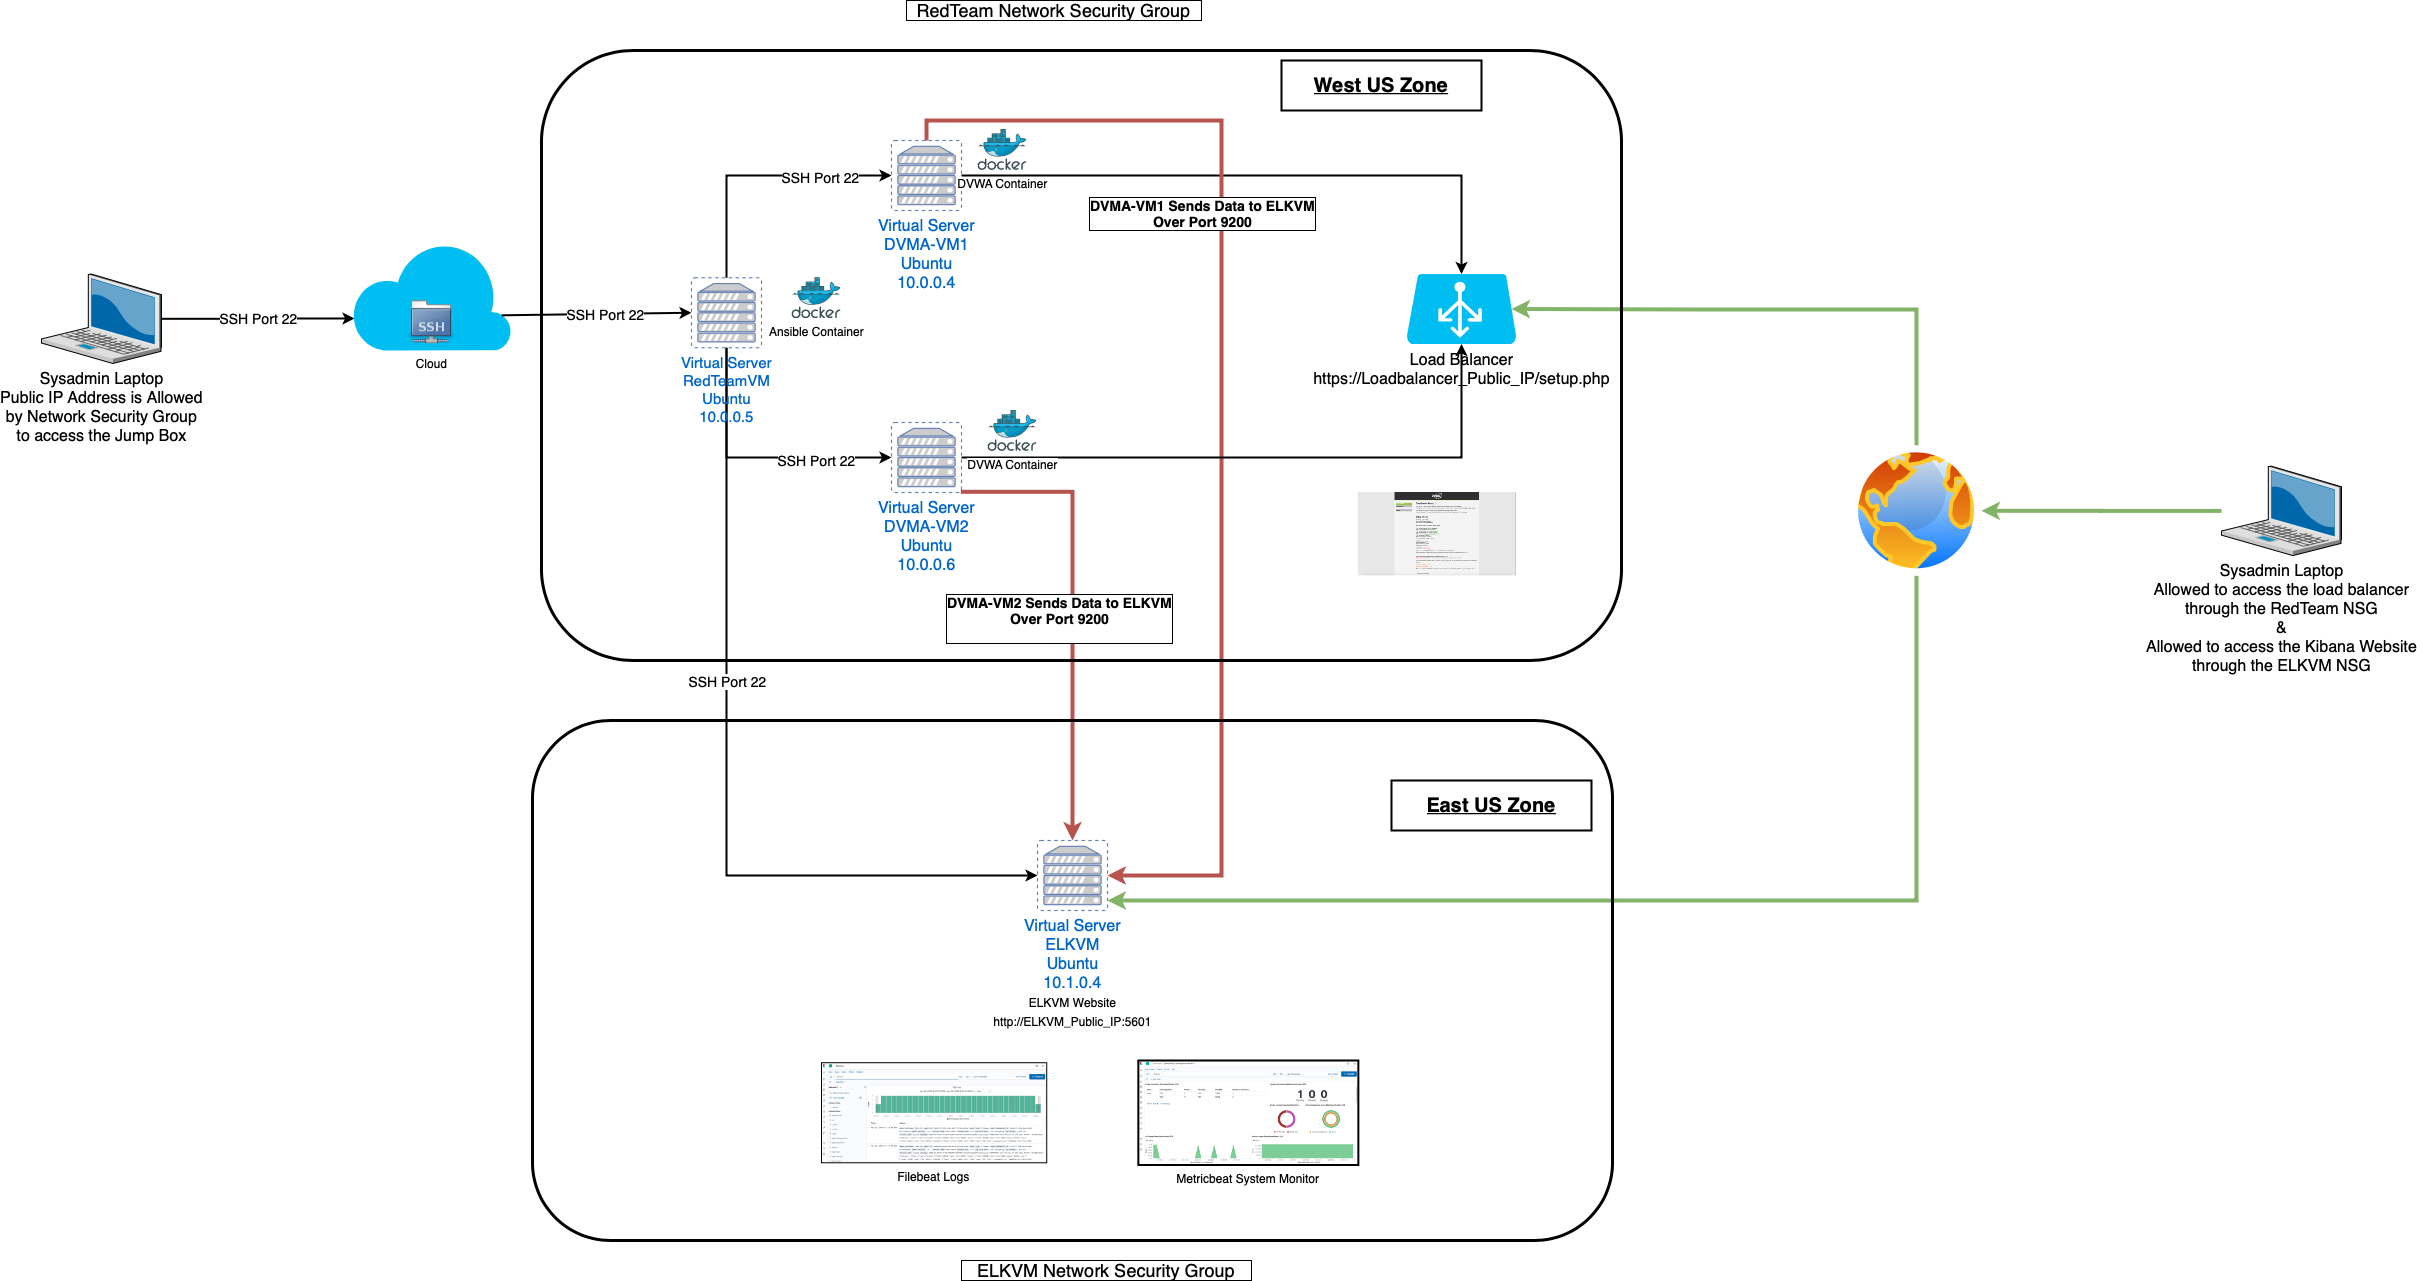 RedTeam Network Security Group
West US Zone
docker
DVWA Container
SSH Port 22
DVMA-VM1 Sends Data to ELKVM
Over Port 9200
Virtual Server
DVMA-VM1
Ubuntu
10.0.0.4
SSH
Cloud
SSH Port 22
SSH Port 22
Sysadmin Laptop
Public IP Address is Allowed
by Network Security Group
to access the Jump Box
docker
Ansible Container
Virtual Server
RedTeamVM
Ubuntu
10.0.0.5
Load Balancer
https://Loadbalancer_Public_IP/setup.php
docker
DVWA Container
SSH Port 22
Virtual Server
DVMA-VM2
Ubuntu
10.0.0.6
DVMA-VM2 Sends Data to ELKVM
Over Port 9200
Sysadmin Laptop
Allowed to access the load balancer
through the RedTeam NSG
&
Allowed to access the Kibana Website
through the ELKVM NSG
SSH Port 22
East US Zone
Virtual Server
ELKVM
Ubuntu
10.1.0.4
ELKVM Website
http://ELKVM_Public_IP:5601
1 0 0
Filebeat Logs
Metricbeat System Monitor
ELKVM Network Security Group